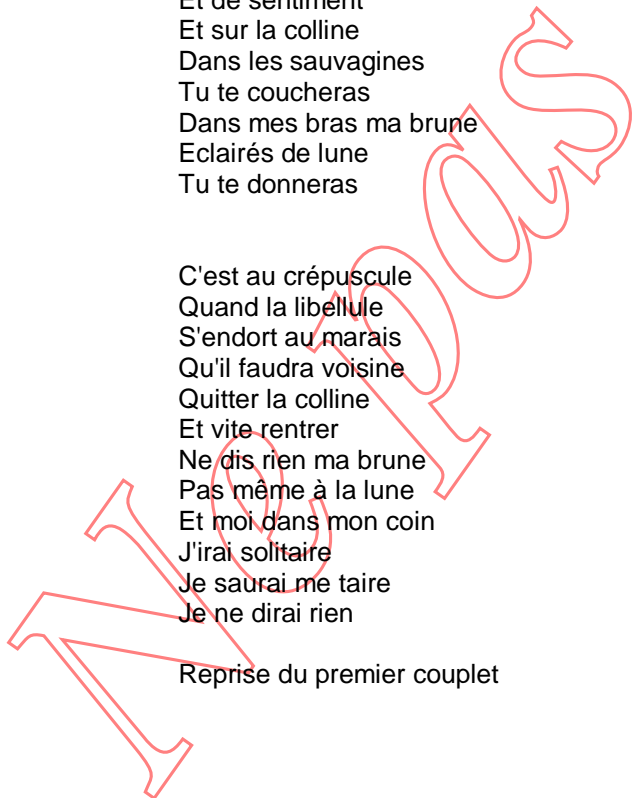 Et de sentiment
Et sur la colline
Dans les sauvagines
Tu te coucheras
Dans mes bras ma brune
Eclairés de lune
Tu te donneras
C'est au crépuscule
Quand la libellule
S'endort au marais
Qu'il faudra voisine
Quitter la colline
Et vite rentrer
Ne dis rien ma brune
Pas même à la lune
Et moi dans mon coin
J'irai solitaire
Je saurai me taire
Je ne dirai rien
Reprise du premier couplet
Ne pas